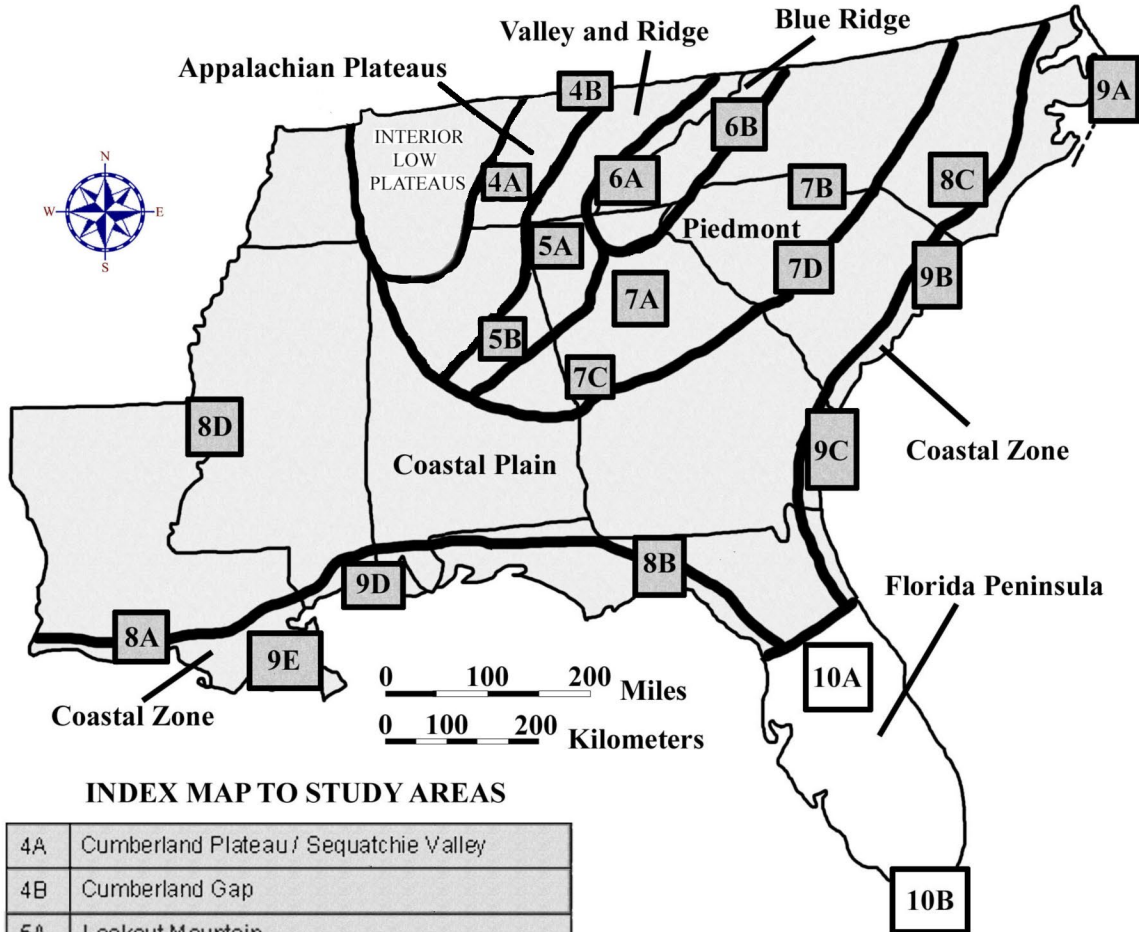 Blue Ridge
Valley and Ridge
Appalachian Plateaus
4B
9A
INTERIOR
LOW
PLATEAUS
6B
4A
6A
7B
8C
N
W
E
S
Piedmont
5A
7D
9B
7A
5B
7C
8D
9C
Coastal Plain
Coastal Zone
8B
9D
Florida Peninsula
8A
9E
10A
0 100 200 Miles
Coastal Zone
0 100 200 Kilometers
INDEX MAP TO STUDY AREAS
4A Cumberland Plateau / Sequatchie Valley
4B Cumberland Gap
5A Lookout Mountain
10B